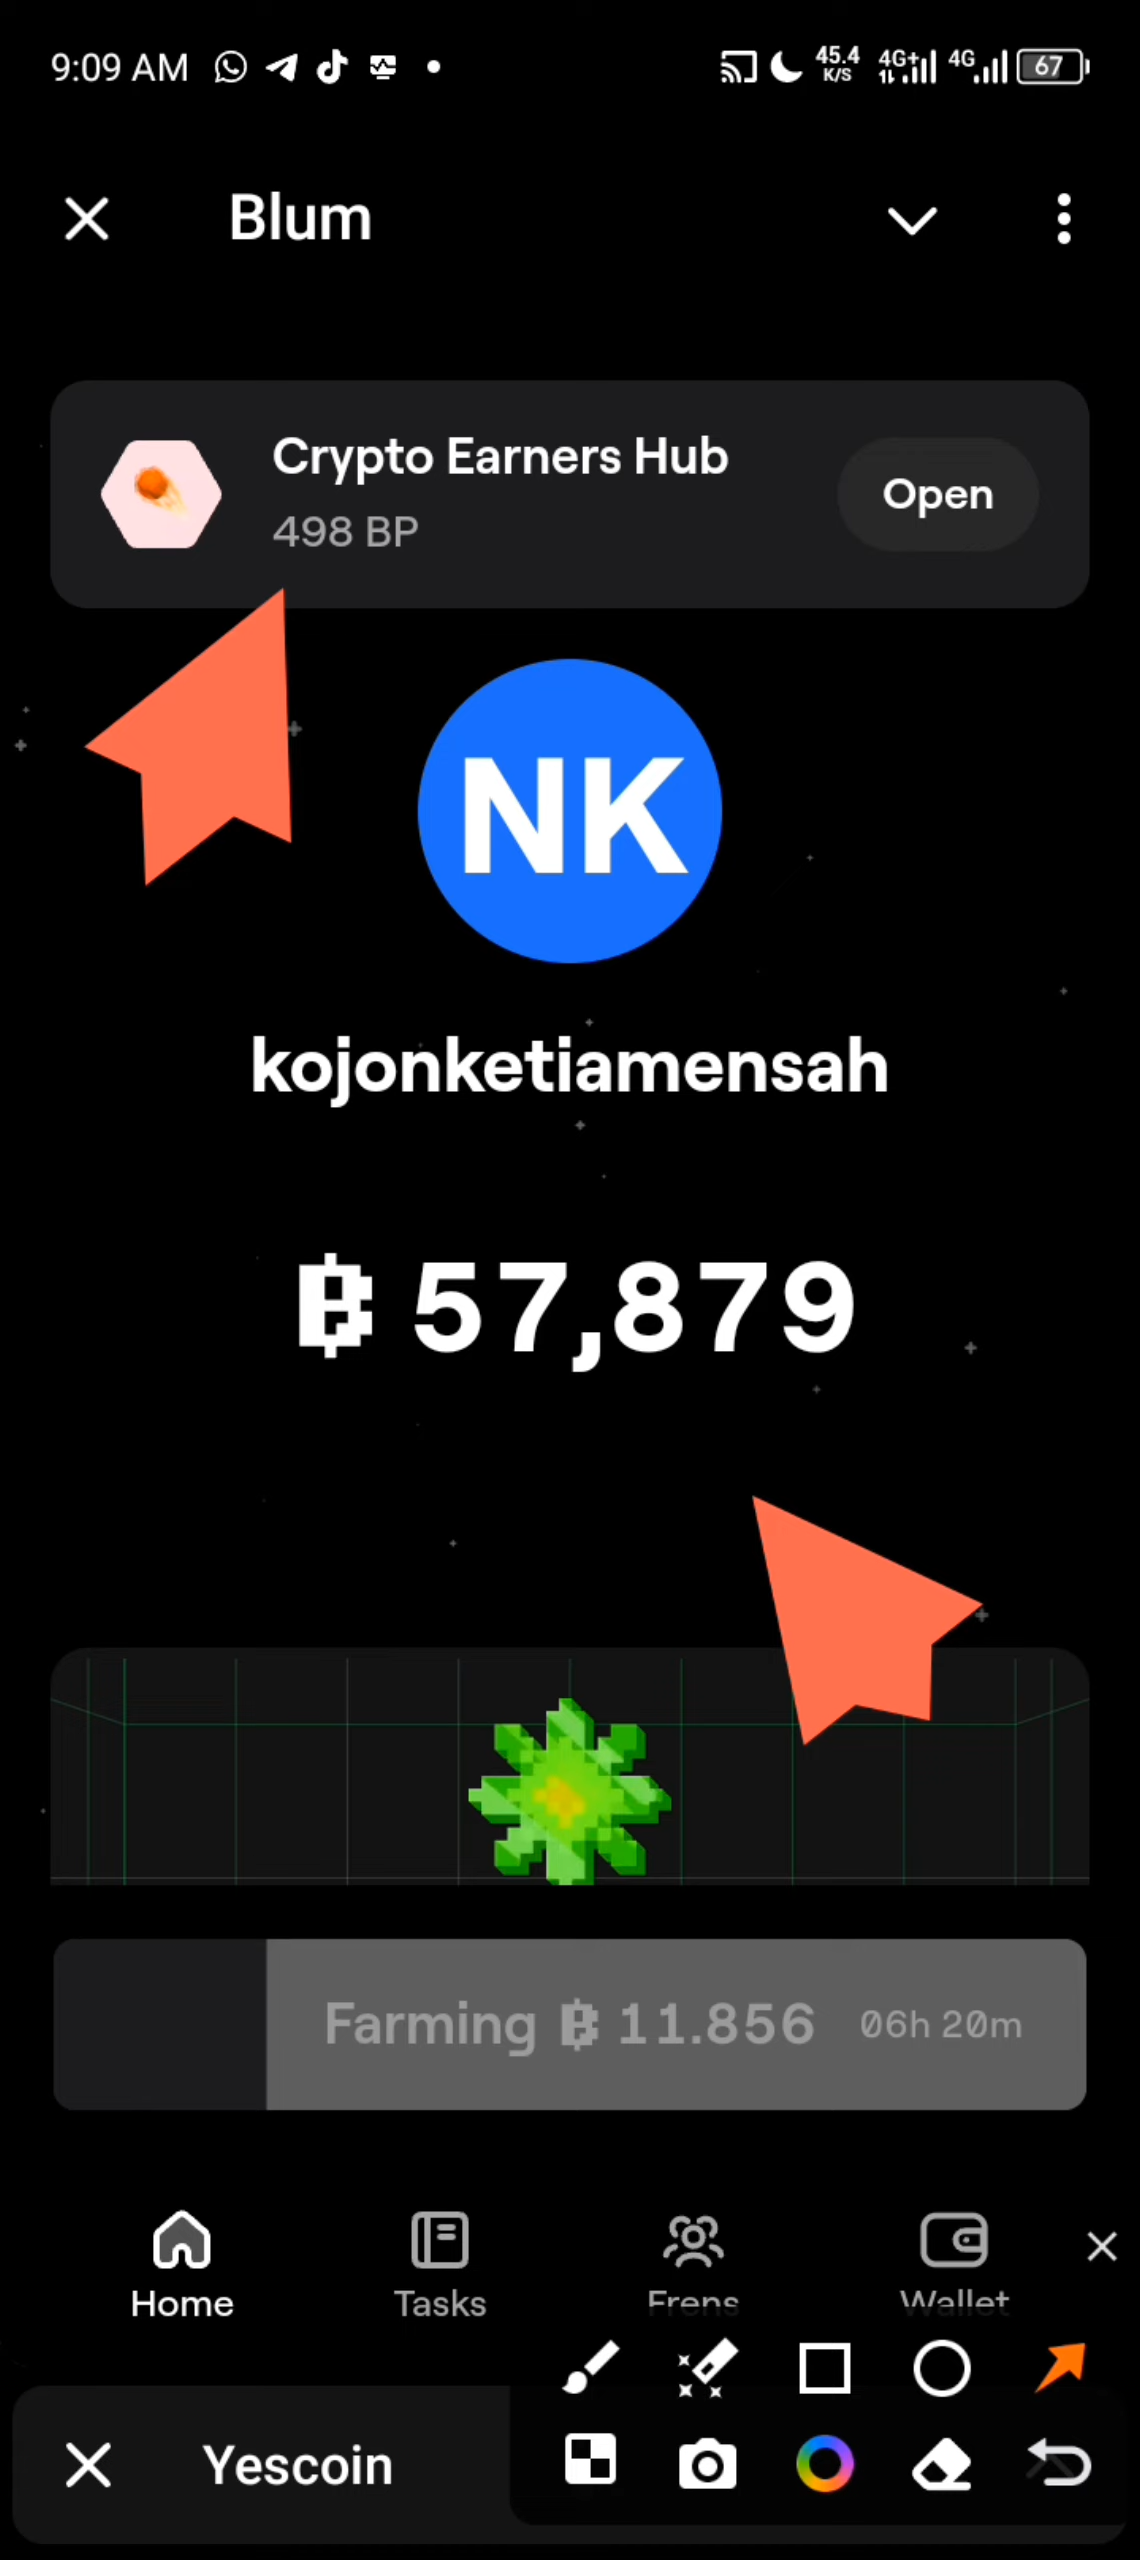 9:09 AM 45.4 K/S 4G+ 4G 67
Blum
Crypto Earners Hub
498 BP
Open
NK
kojonketiamensah
57,879
Farming 11.856 06h 20m
Home Tasks Frens Wallet
Yescoin